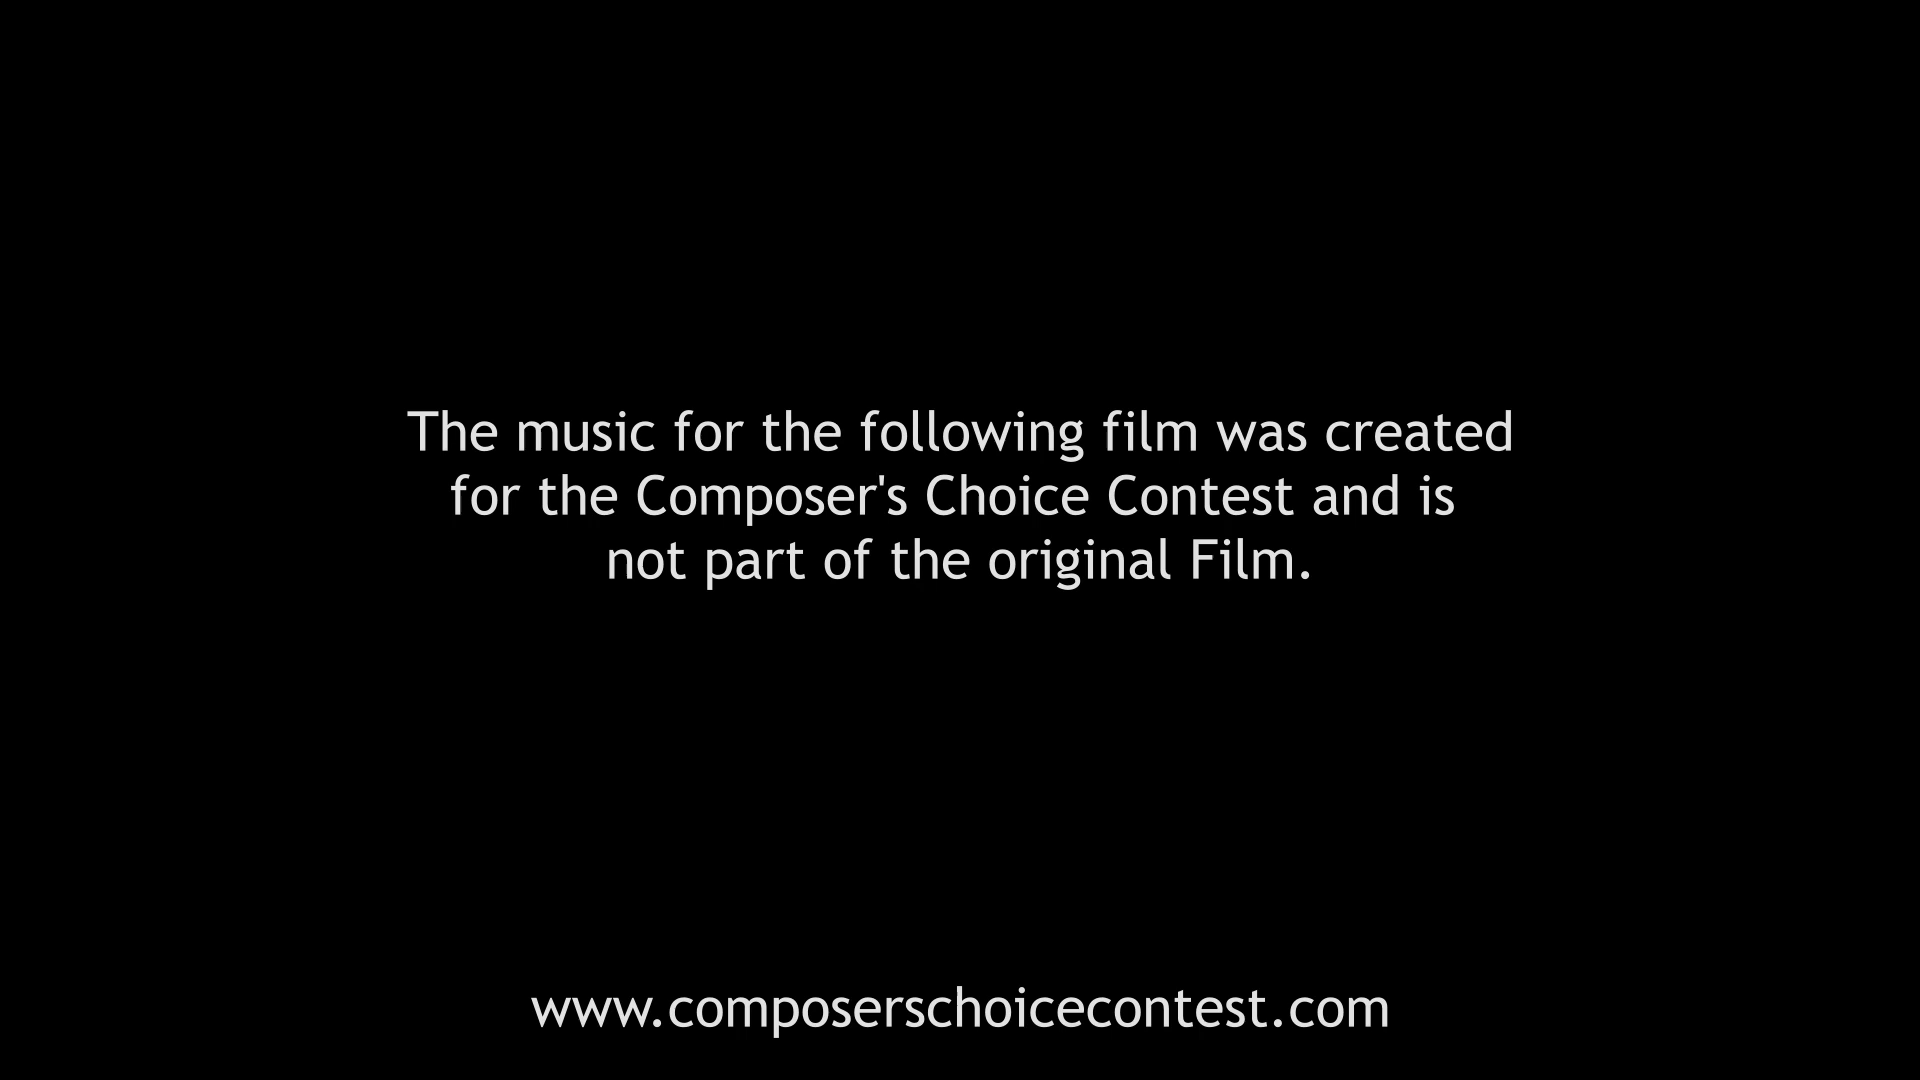 The music for the following film was created
for the Composer's Choice Contest and is
not part of the original Film.
www.composerschoicecontest.com